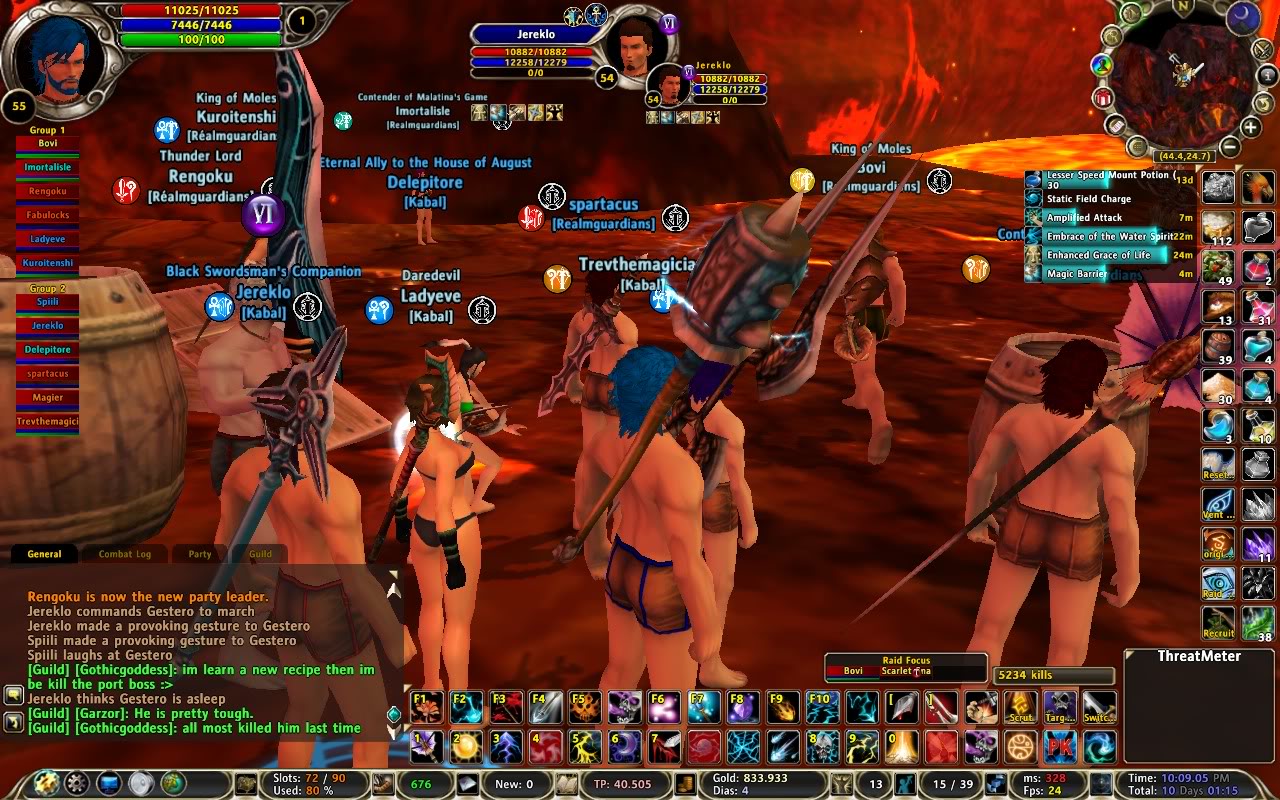 11025/11025
7446/7446
100/100
1
55
Jereklo
10882/10882
12258/12279
0/0
54
VI
Jereklo
10882/10882
12258/12279
0/0
54
VI
N
(44.4,24.7)
Group 1
Bovi
Imortalisle
Rengoku
Fabulocks
Ladyeve
Kuroitenshi
Group 2
Spiili
Jereklo
Delepitore
spartacus
Magier
Trevthemagici
King of Moles
Kuroitenshi
[Réalmguardian
Thunder Lord
Rengoku
[Réalmguardians]
VI
Contender of Malatina's Game
Imortalisle
[Realmguardians]
Eternal Ally to the House of August
Delepitore
[Kabal]
spartacus
[Realmguardians]
King of Moles
Bovi
[Realmguardians]
Black Swordsman's Companion
Jereklo
[Kabal]
Daredevil
Ladyeve
[Kabal]
Trevthemagicia
[Kabal]
Cont
dians]
Lesser Speed Mount Potion (
30
13d
Static Field Charge
Amplified Attack 7m
Embrace of the Water Spirit 22m
Enhanced Grace of Life 24m
Magic Barrier 4m
112
49 2
13 31
39 4
30 4
3 10
Reset...
Vent ...
origi... 11
Raid ...
Recruit 38
General Combat Log Party Guild
Rengoku is now the new party leader.
Jereklo commands Gestero to march
Jereklo made a provoking gesture to Gestero
Spiili made a provoking gesture to Gestero
Spiili laughs at Gestero
[Guild] [Gothicgoddess]: im learn a new recipe then im
be kill the port boss :>
Jereklo thinks Gestero is asleep
[Guild] [Garzor]: He is pretty tough.
[Guild] [Gothicgoddess]: all most killed him last time
Raid Focus
Bovi
5234 kills
ThreatMeter
F1 F2 F3 F4 F5 F6 F7 F8 F9 F10 [ ] Scrut... Targ... Switc...
1 2 3 4 5 6 7 8 9 0 PK
Slots: 72 / 90
Used: 80 %
676
New: 0
TP: 40.505
Gold: 833.933
Dias: 4
13
15 / 39
ms: 328
Fps: 24
Time: 10:09.05 PM
Total: 10 Days 01:15